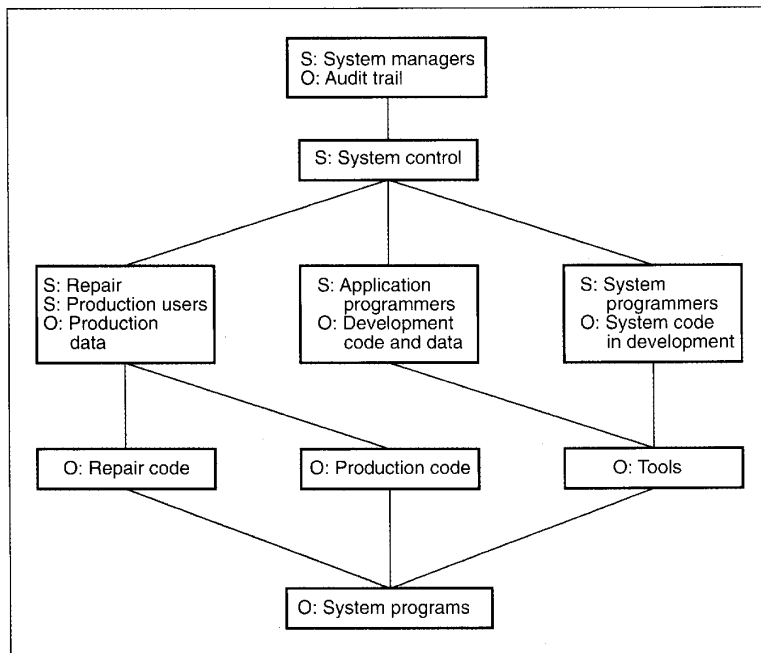 S: System managers
O: Audit trail
S: System control
S: Repair
S: Production users
O: Production
data
S: Application
programmers
O: Development
code and data
S: System
programmers
O: System code
in development
O: Repair code
O: Production code
O: Tools
O: System programs